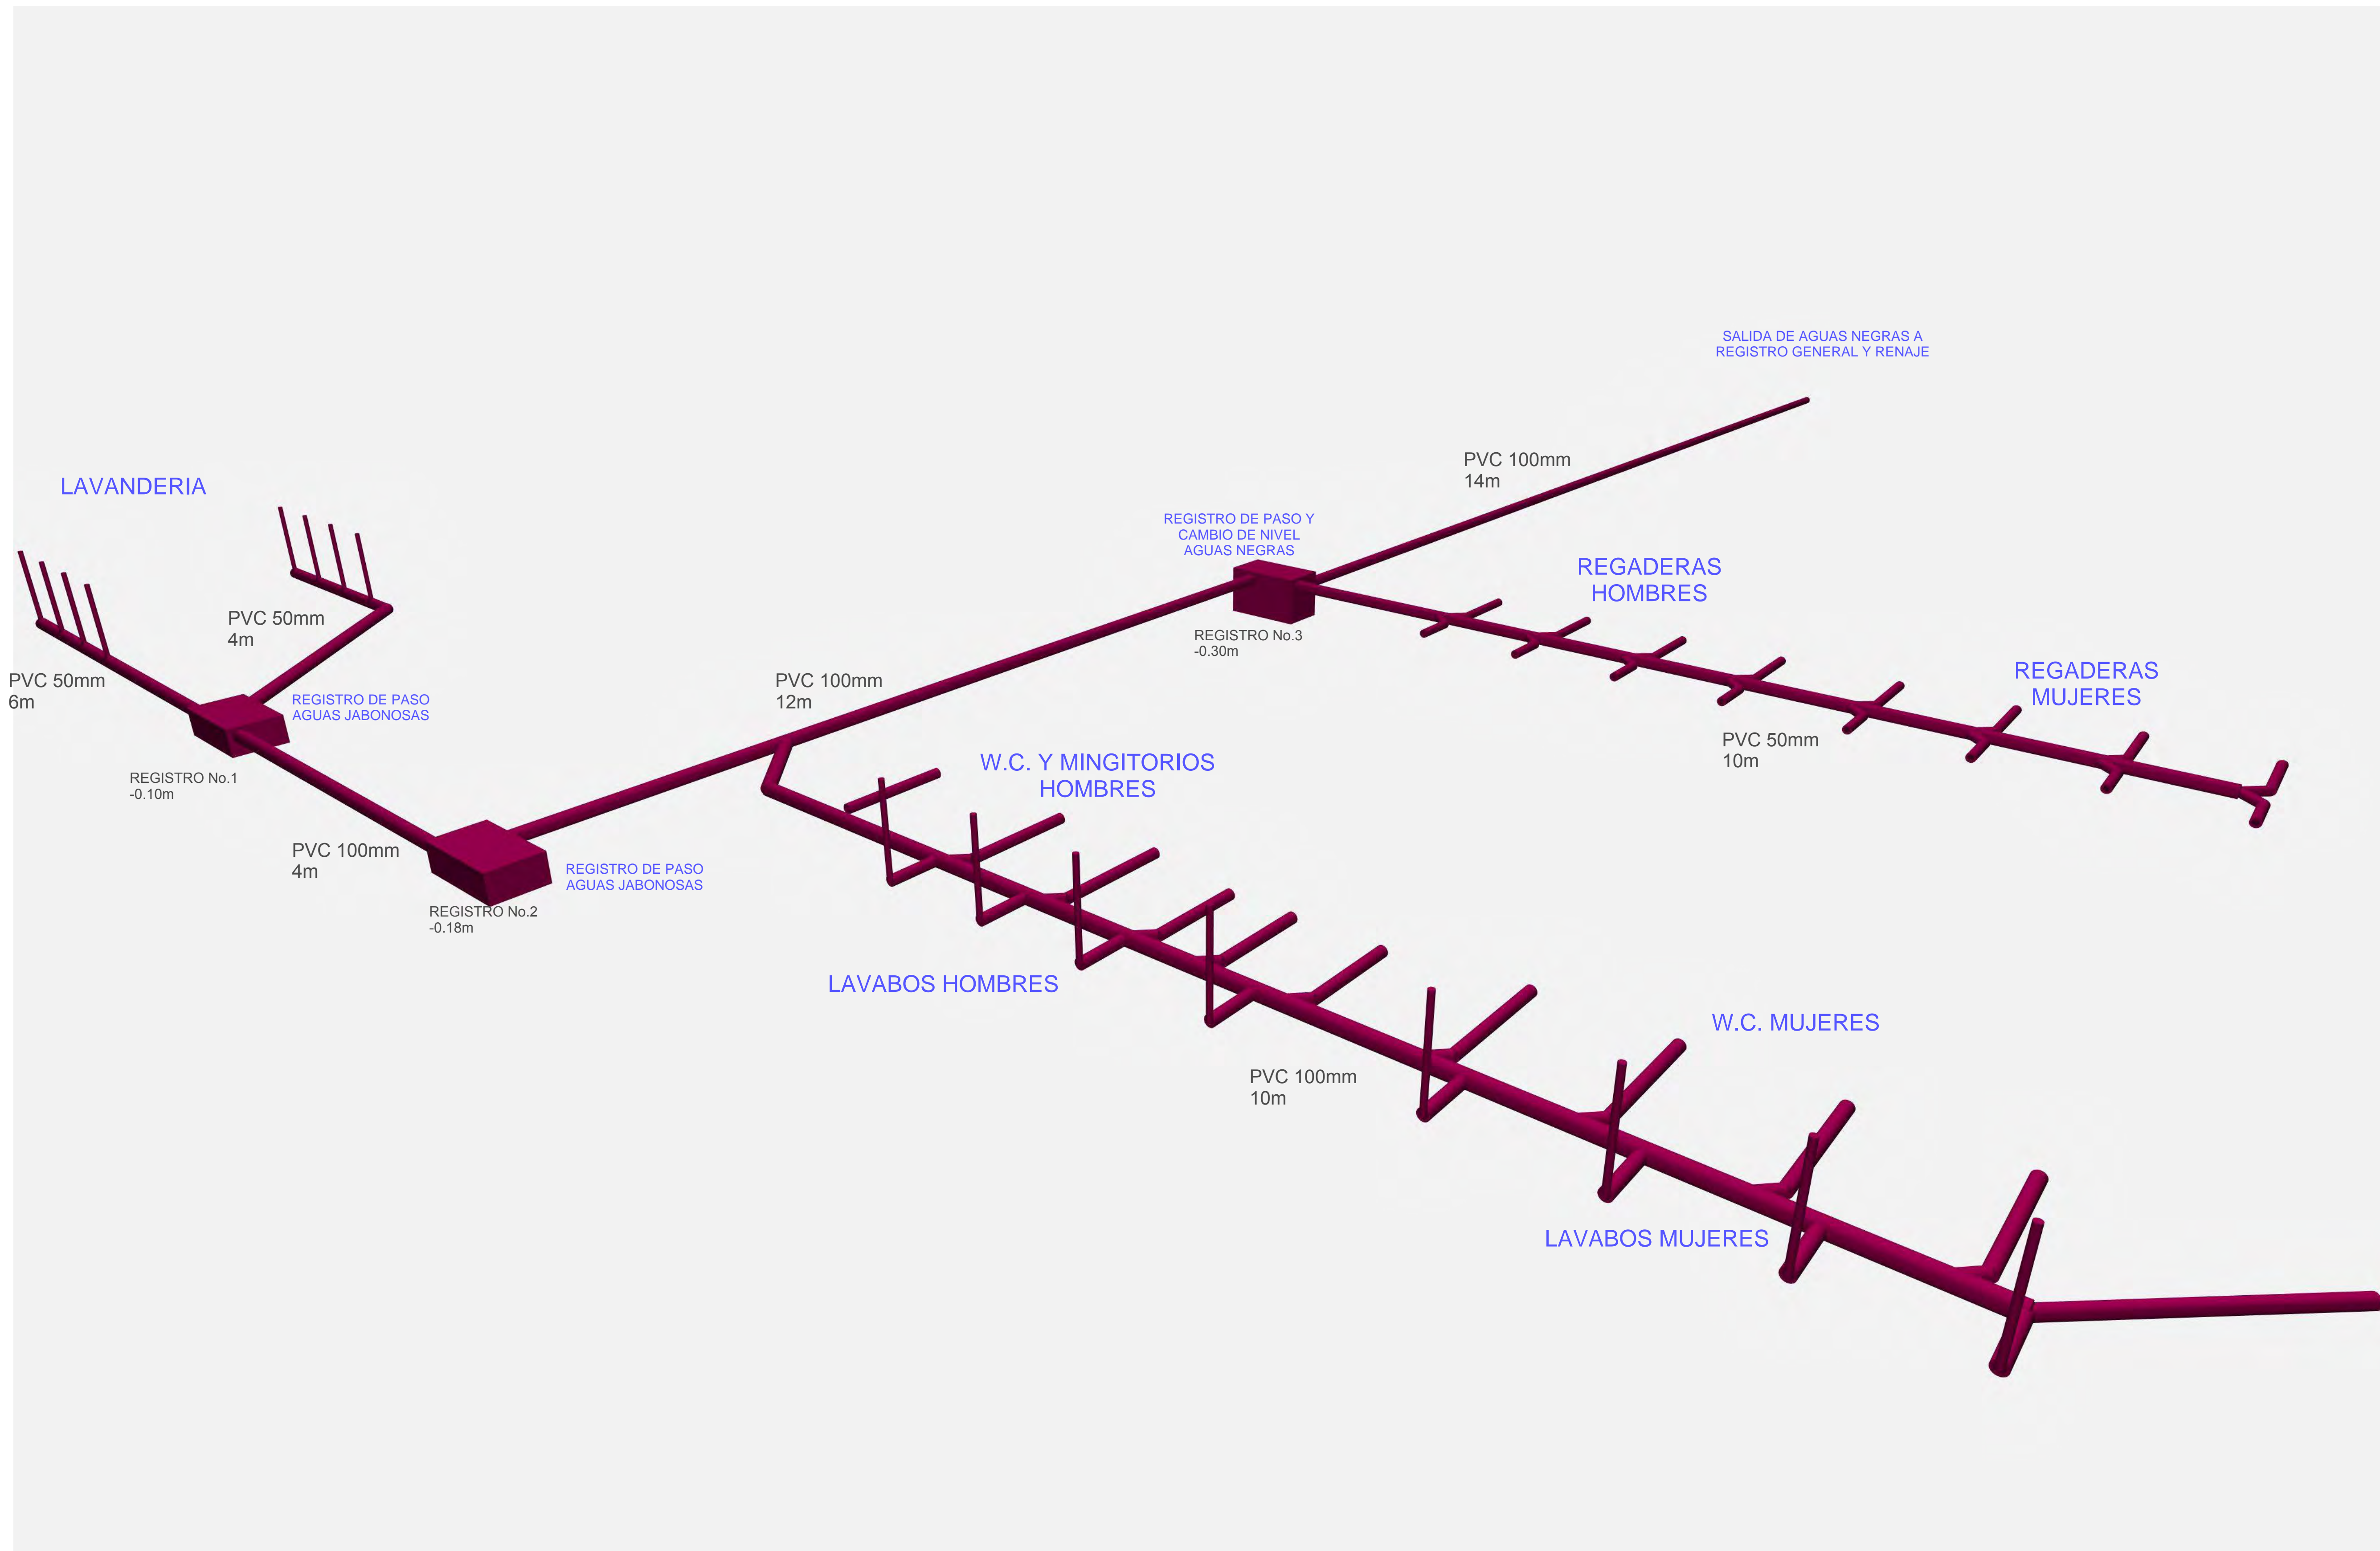 SALIDA DE AGUAS NEGRAS A
REGISTRO GENERAL Y RENAJE
PVC 100mm
14m
LAVANDERIA
REGISTRO DE PASO Y
CAMBIO DE NIVEL
AGUAS NEGRAS
REGADERAS
HOMBRES
PVC 50mm
4m
REGISTRO No.3
-0.30m
REGADERAS
MUJERES
PVC 50mm
6m
REGISTRO DE PASO
AGUAS JABONOSAS
PVC 100mm
12m
PVC 50mm
10m
REGISTRO No.1
-0.10m
W.C. Y MINGITORIOS
HOMBRES
PVC 100mm
4m
REGISTRO DE PASO
AGUAS JABONOSAS
REGISTRO No.2
-0.18m
LAVABOS HOMBRES
W.C. MUJERES
PVC 100mm
10m
LAVABOS MUJERES